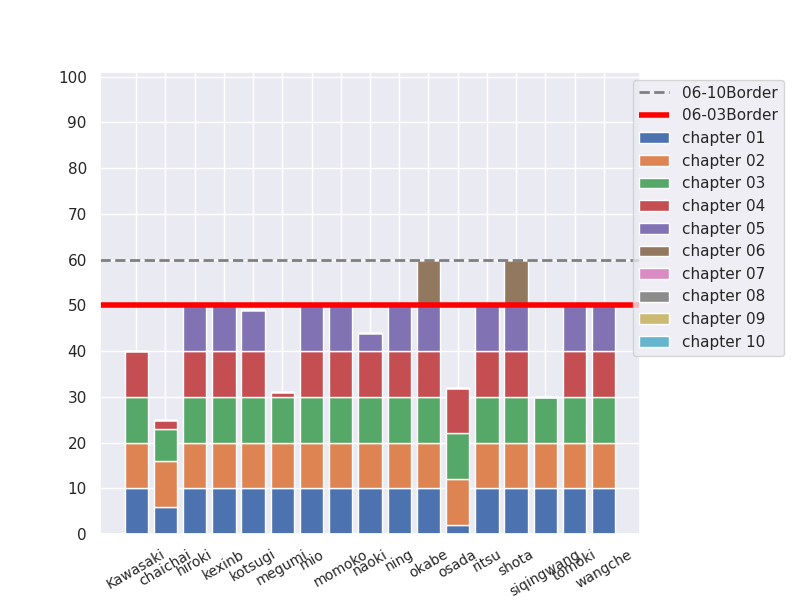 100
90
80
70
60
50
40
30
20
10
0
06-10Border
06-03Border
chapter 01
chapter 02
chapter 03
chapter 04
chapter 05
chapter 06
chapter 07
chapter 08
chapter 09
chapter 10
Kawasaki
chaichai
hiroki
kexinb
kotsugi
megumi
mio
momoko
naoki
ning
okabe
osada
ritsu
shota
siqingwang
tomoki
wangche